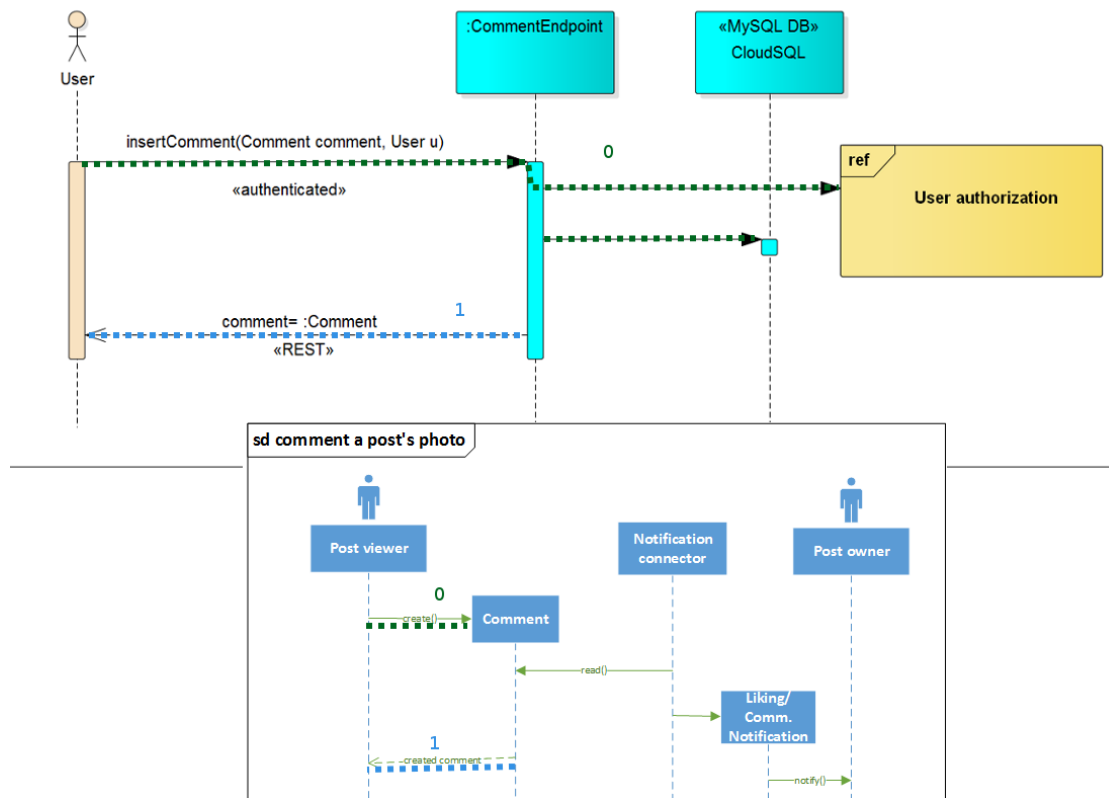 :CommentEndpoint
«MySQL DB»
CloudSQL
User
insertComment(Comment comment, User u)
0
ref
«authenticated»
User authorization
1
comment= :Comment
«REST»
sd comment a post's photo
Post viewer
Notification
connector
Post owner
0
create()
Comment
read()
Liking/
Comm.
Notification
1
created comment
notify()